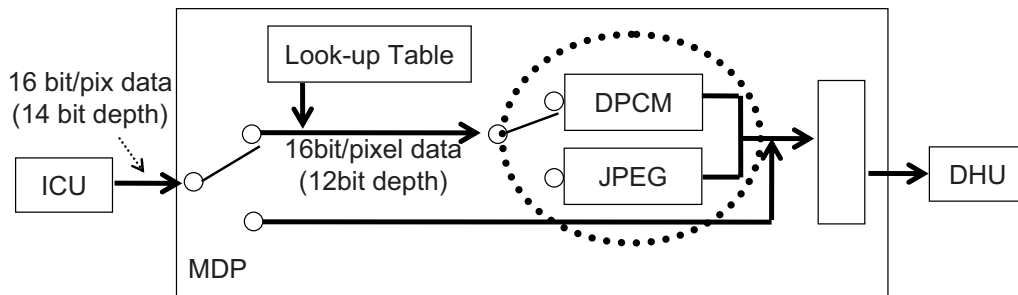 Look-up Table
16 bit/pix data
(14 bit depth)
DPCM
16bit/pixel data
(12bit depth)
ICU
JPEG
DHU
MDP